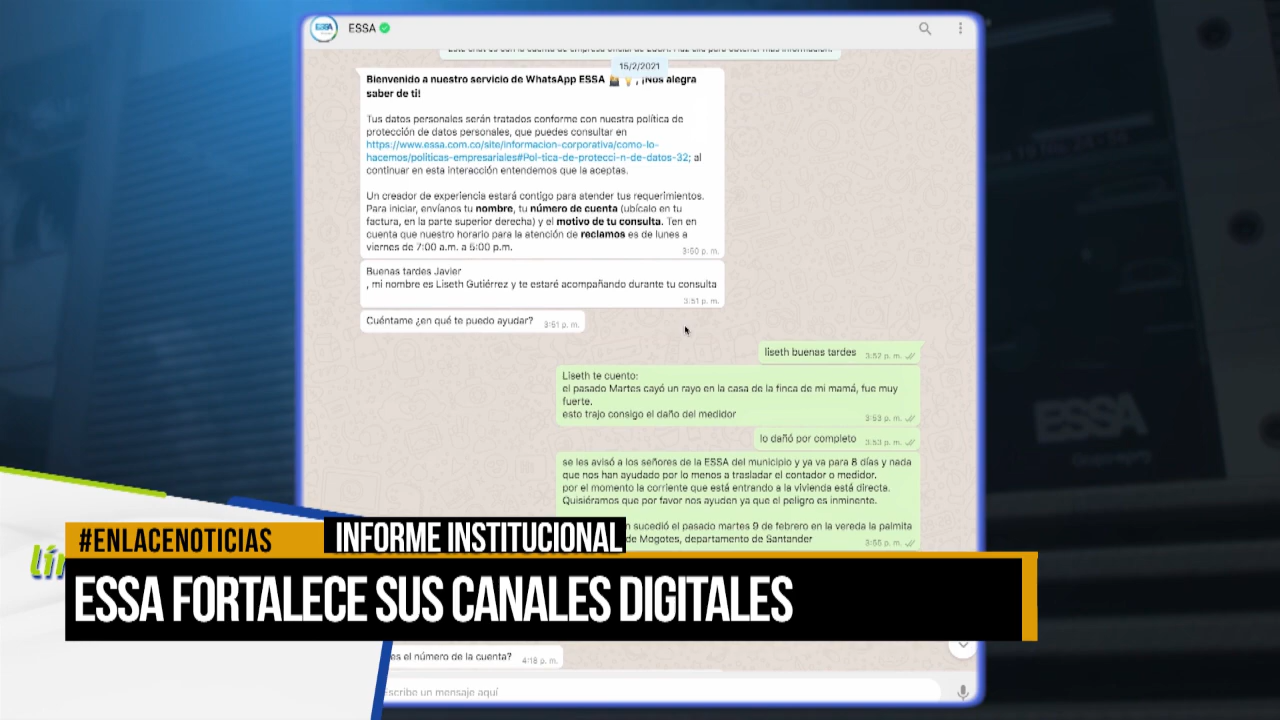 ESSA
ESSA
15/2/2021
Bienvenido a nuestro servicio de WhatsApp ESSA , ¡Nos alegra
saber de ti!
Tus datos personales serán tratados conforme con nuestra política de
protección de datos personales, que puedes consultar en
https://www.essa.com.co/site/informacion-corporativa/como-lo-
hacemos/politicas-empresariales#Pol-tica-de-protecci-n-de-datos-32; al
continuar en esta interacción entendemos que la aceptas.
Un creador de experiencia estará contigo para atender tus requerimientos.
Para iniciar, envíanos tu nombre, tu número de cuenta (ubícalo en tu
factura, en la parte superior derecha) y el motivo de tu consulta. Ten en
cuenta que nuestro horario para la atención de reclamos es de lunes a
viernes de 7:00 a.m. a 5:00 p.m.
3:50 p. m.
Buenas tardes Javier
, mi nombre es Liseth Gutiérrez y te estaré acompañando durante tu consulta
3:51 p. m.
Cuéntame ¿en qué te puedo ayudar? 3:51 p. m.
liseth buenas tardes 3:52 p. m.
Liseth te cuento:
el pasado Martes cayó un rayo en la casa de la finca de mi mamá, fue muy
fuerte.
esto trajo consigo el daño del medidor
3:53 p. m.
lo dañó por completo 3:53 p. m.
se les avisó a los señores de la ESSA del municipio y ya va para 8 días y nada
que nos han ayudado por lo menos a trasladar el contador o medidor.
por el momento la corriente que está entrando a la vivienda está directa.
Quisiéramos que por favor nos ayuden ya que el peligro es inminente.
n sucedió el pasado martes 9 de febrero en la vereda la palmita
de Mogotes, departamento de Santander
3:55 p. m.
ESSA
#ENLACENOTICIAS
INFORME INSTITUCIONAL
ESSA FORTALECE SUS CANALES DIGITALES
es el número de la cuenta? 4:18 p. m.
scribe un mensaje aquí